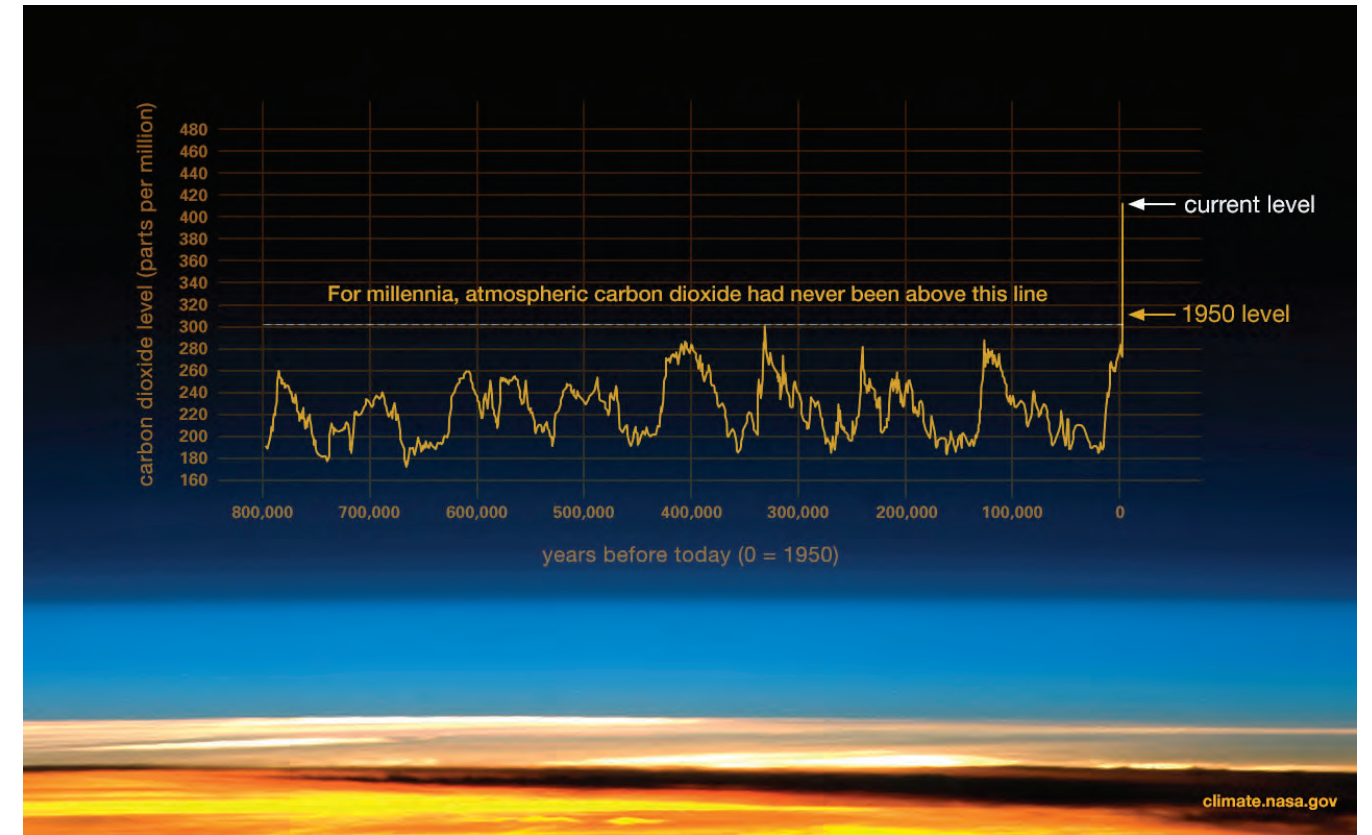 carbon dioxide level (parts per million)
480
460
440
420
400
380
360
340
320
300
280
260
240
220
200
180
160
current level
For millennia, atmospheric carbon dioxide had never been above this line
1950 level
800,000 700,000 600,000 500,000 400,000 300,000 200,000 100,000 0
years before today (0 = 1950)
climate.nasa.gov